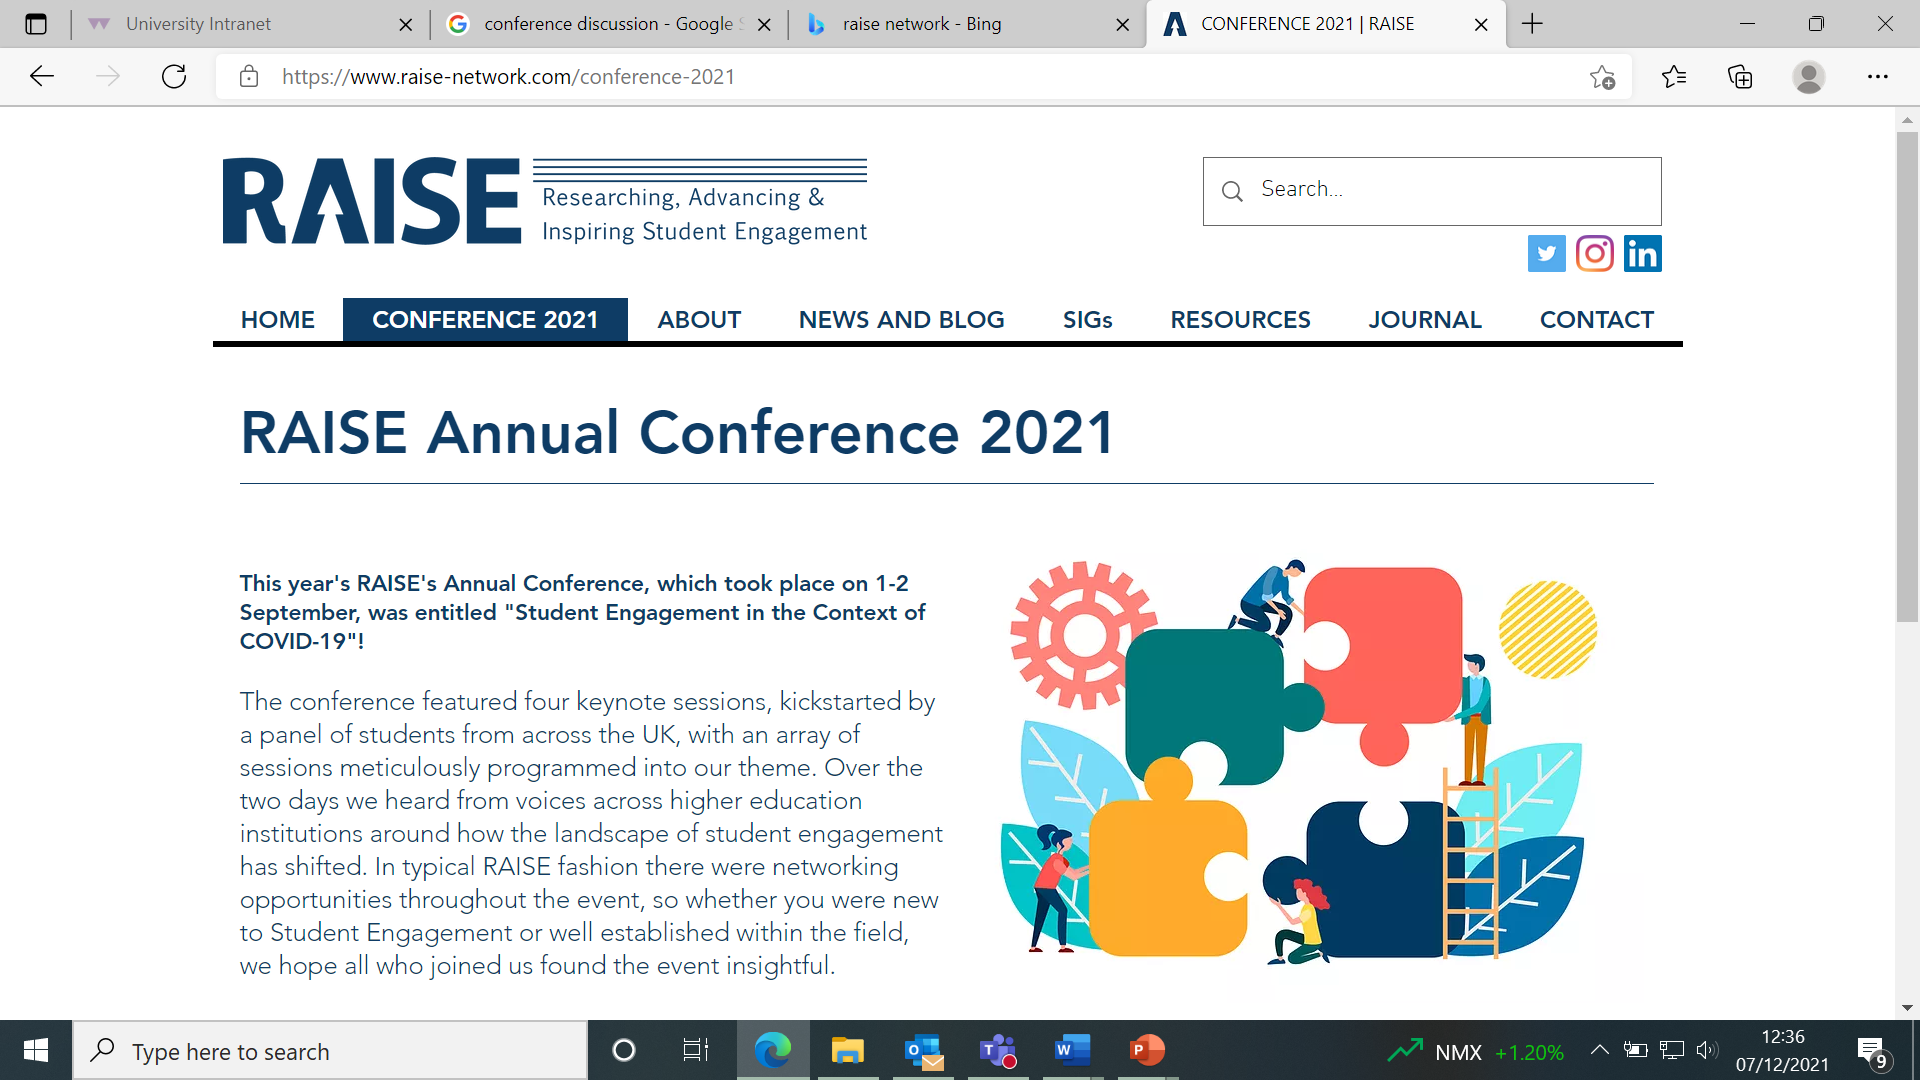 University Intranet
conference discussion - Google S
raise network - Bing
CONFERENCE 2021 | RAISE
https://www.raise-network.com/conference-2021
RAISE
Researching, Advancing &
Inspiring Student Engagement
Search...
HOME
CONFERENCE 2021
ABOUT
NEWS AND BLOG
SIGs
RESOURCES
JOURNAL
CONTACT
RAISE Annual Conference 2021
This year's RAISE's Annual Conference, which took place on 1-2
September, was entitled "Student Engagement in the Context of
COVID-19"!
The conference featured four keynote sessions, kickstarted by
a panel of students from across the UK, with an array of
sessions meticulously programmed into our theme. Over the
two days we heard from voices across higher education
institutions around how the landscape of student engagement
has shifted. In typical RAISE fashion there were networking
opportunities throughout the event, so whether you were new
to Student Engagement or well established within the field,
we hope all who joined us found the event insightful.
Type here to search
NMX +1.20%
12:36
07/12/2021
9